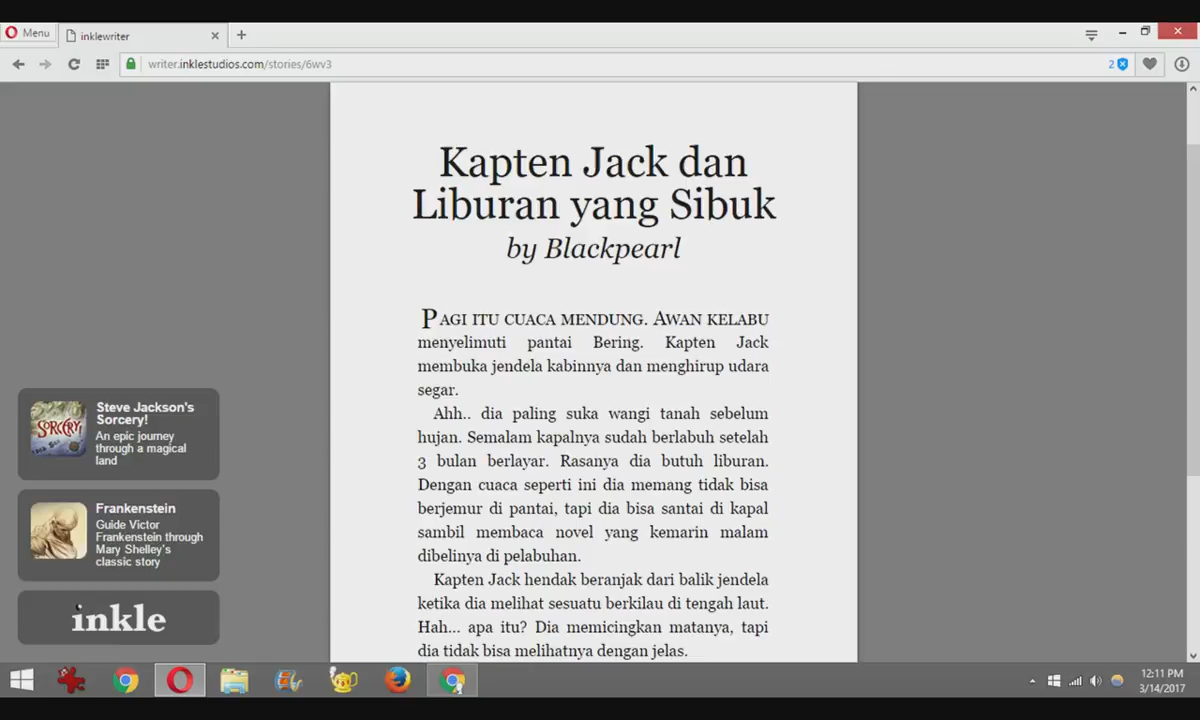 Menu
inklewriter
writer.inklestudios.com/stories/6wv3
2
Kapten Jack dan
Liburan yang Sibuk
by Blackpearl
PAGI ITU CUACA MENDUNG. AWAN KELABU
menyelimuti pantai Bering. Kapten Jack
membuka jendela kabinnya dan menghirup udara
segar.
Ahh.. dia paling suka wangi tanah sebelum
hujan. Semalam kapalnya sudah berlabuh setelah
3 bulan berlayar. Rasanya dia butuh liburan.
Dengan cuaca seperti ini dia memang tidak bisa
berjemur di pantai, tapi dia bisa santai di kapal
sambil membaca novel yang kemarin malam
dibelinya di pelabuhan.
Kapten Jack hendak beranjak dari balik jendela
ketika dia melihat sesuatu berkilau di tengah laut.
Hah... apa itu? Dia memicingkan matanya, tapi
dia tidak bisa melihatnya dengan jelas.
SORCERY!
Steve Jackson's
Sorcery!
An epic journey
through a magical
land
Frankenstein
Guide Victor
Frankenstein through
Mary Shelley's
classic story
inkle
12:11 PM
3/14/2017